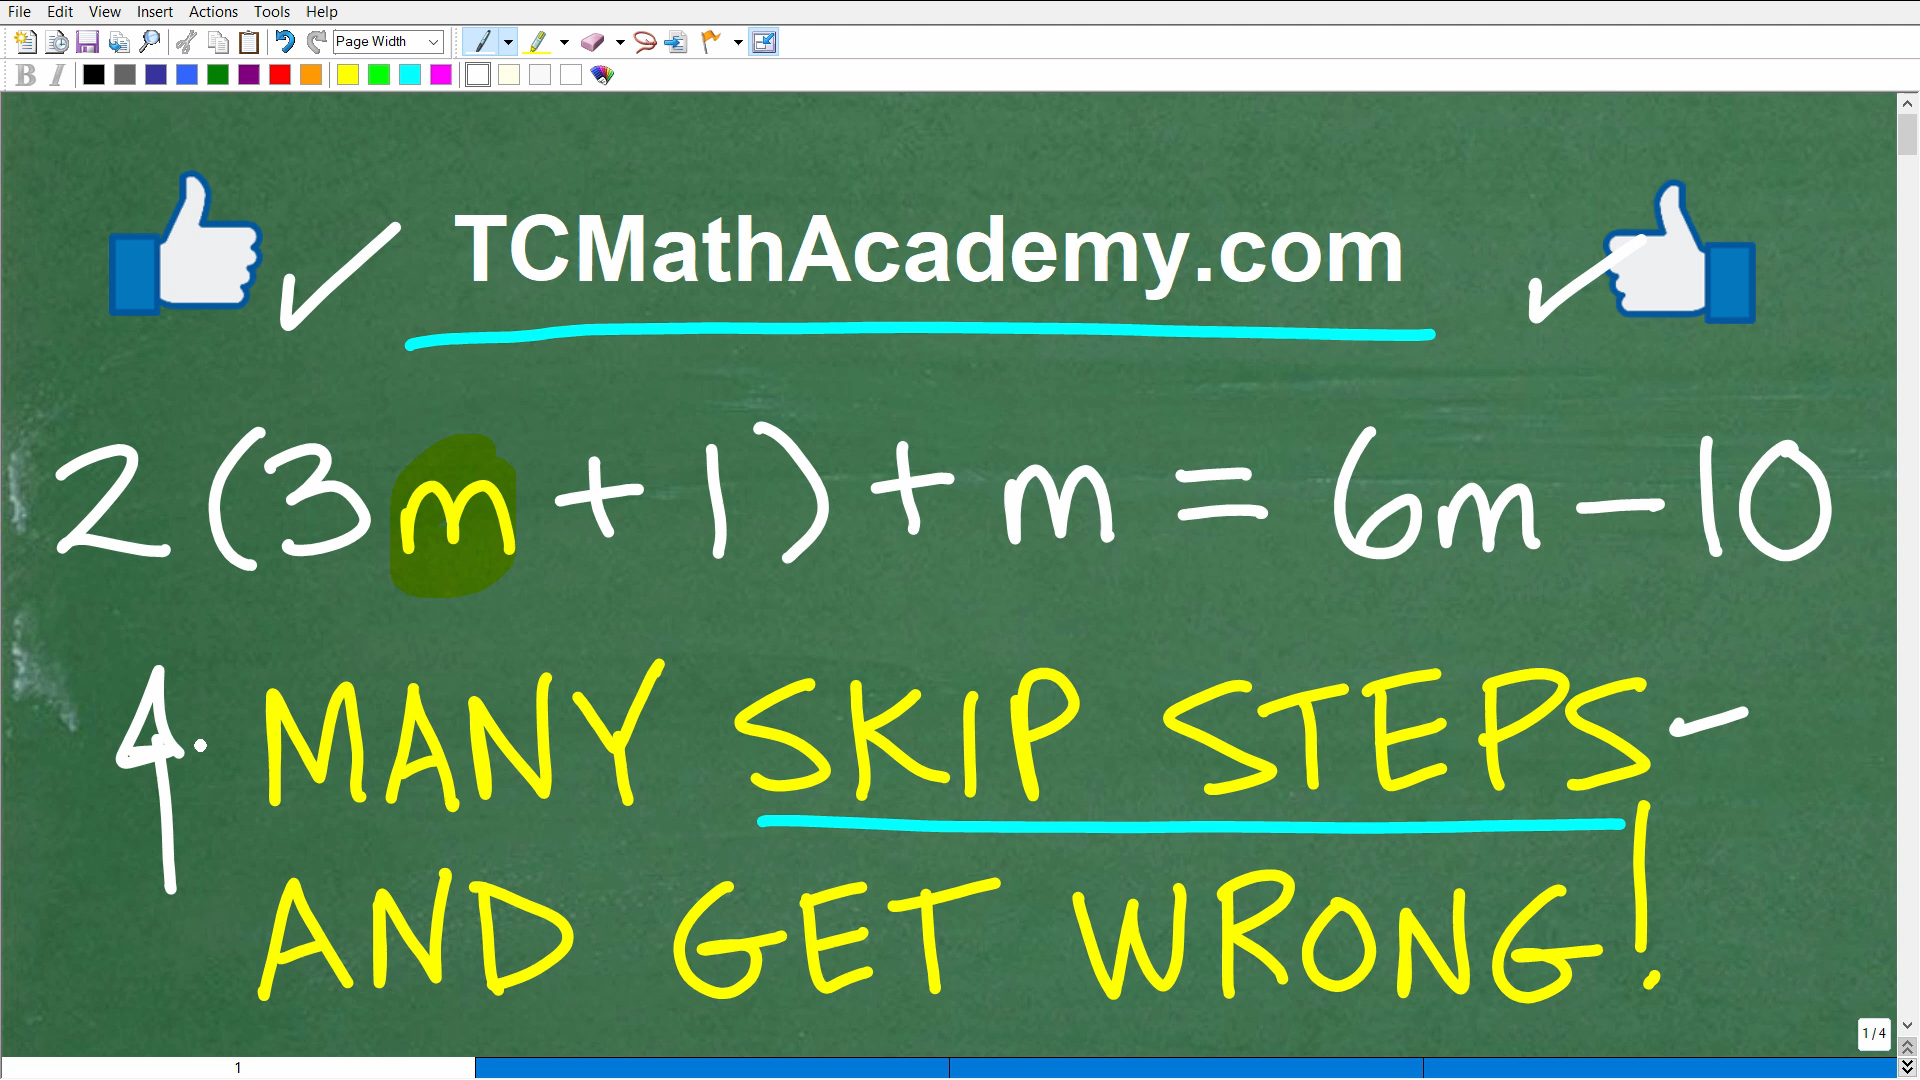 File Edit View Insert Actions Tools Help
Page Width
B I
TCMathAcademy.com
2(3m + 1) + m = 6m - 10
MANY SKIP STEPS -
AND GET WRONG!
1 / 4
1